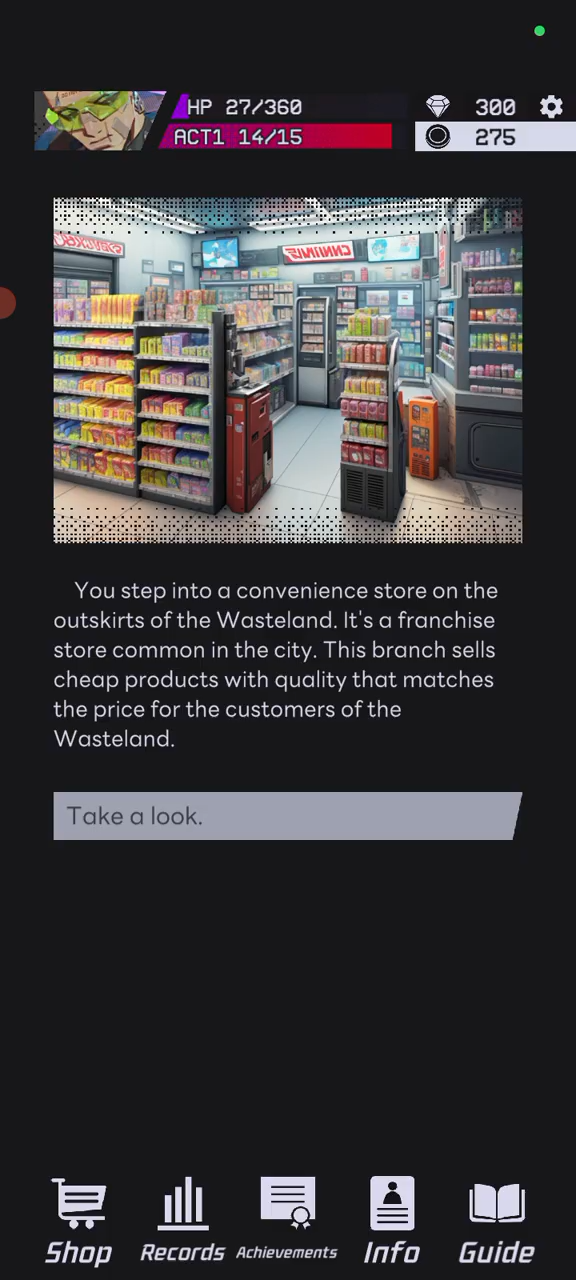 HP 27/360
300
ACT1 14/15
275
You step into a convenience store on the
outskirts of the Wasteland. It's a franchise
store common in the city. This branch sells
cheap products with quality that matches
the price for the customers of the
Wasteland.
Take a look.
Shop
Records
Achievements
Info
Guide